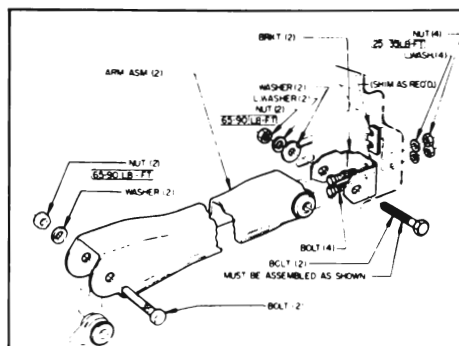 NUT (4)
25-35 LB-FT
L.WASH. (4)
BRKT (2)
ARM ASM (2)
WASHER (2)
(SHIM AS REQ'D.)
L.WASHER (2)
NUT (2)
65-90 LB-FT
NUT (2)
65-90 LB-FT
WASHER (2)
BOLT (4)
BOLT (2)
MUST BE ASSEMBLED AS SHOWN
BOLT (2)